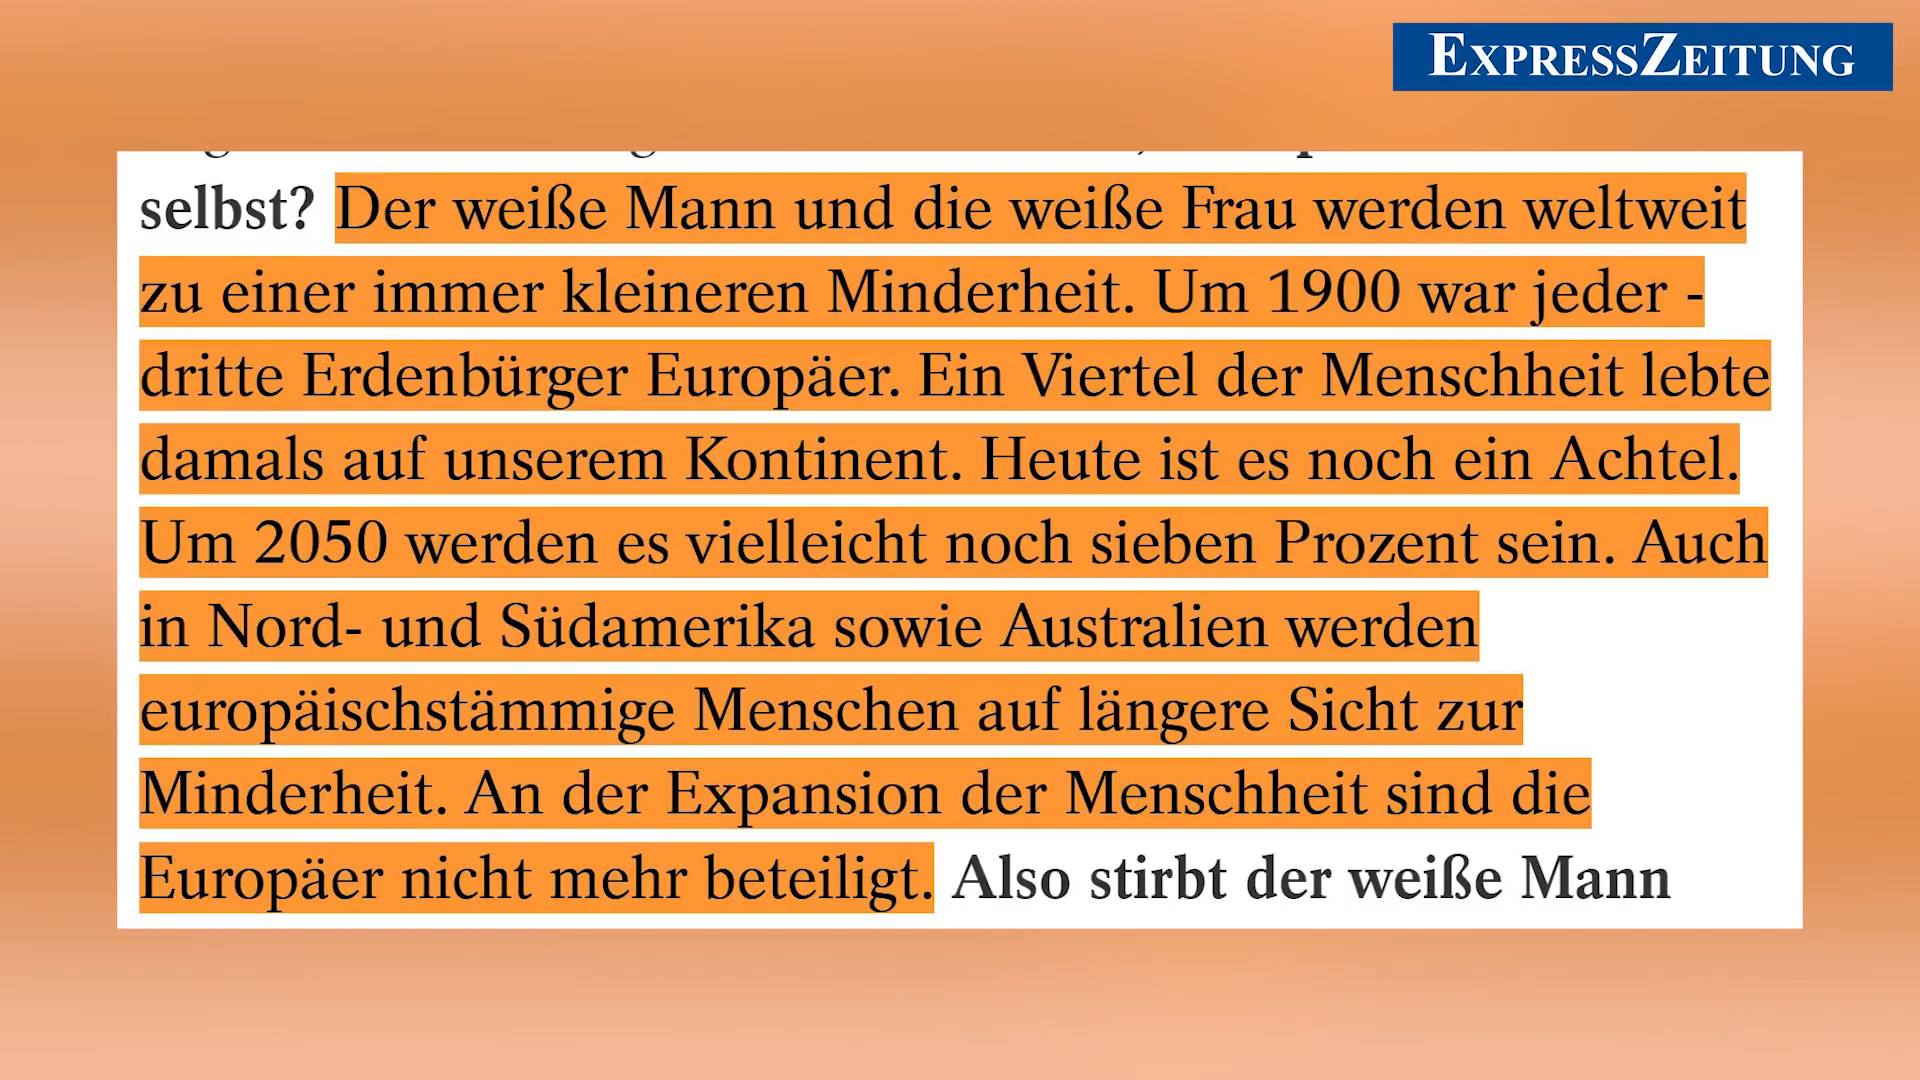 EXPRESSZEITUNG
selbst? Der weiße Mann und die weiße Frau werden weltweit
zu einer immer kleineren Minderheit. Um 1900 war jeder -
dritte Erdenbürger Europäer. Ein Viertel der Menschheit lebte
damals auf unserem Kontinent. Heute ist es noch ein Achtel.
Um 2050 werden es vielleicht noch sieben Prozent sein. Auch
in Nord- und Südamerika sowie Australien werden
europäischstämmige Menschen auf längere Sicht zur
Minderheit. An der Expansion der Menschheit sind die
Europäer nicht mehr beteiligt. Also stirbt der weiße Mann